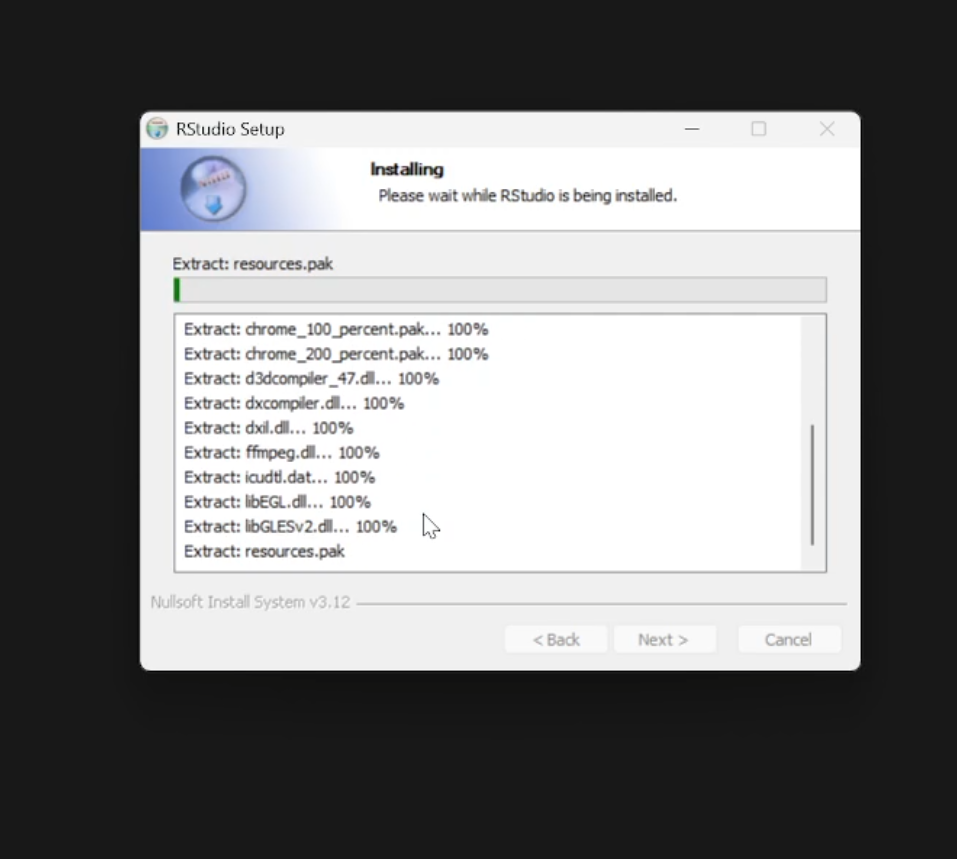 RStudio Setup
Installing
Please wait while RStudio is being installed.
Extract: resources.pak
Extract: chrome_100_percent.pak... 100%
Extract: chrome_200_percent.pak... 100%
Extract: d3dcompiler_47.dll... 100%
Extract: dxcompiler.dll... 100%
Extract: dxil.dll... 100%
Extract: ffmpeg.dll... 100%
Extract: icudtl.dat... 100%
Extract: libEGL.dll... 100%
Extract: libGLESv2.dll... 100%
Extract: resources.pak
Nullsoft Install System v3.12
< Back Next > Cancel